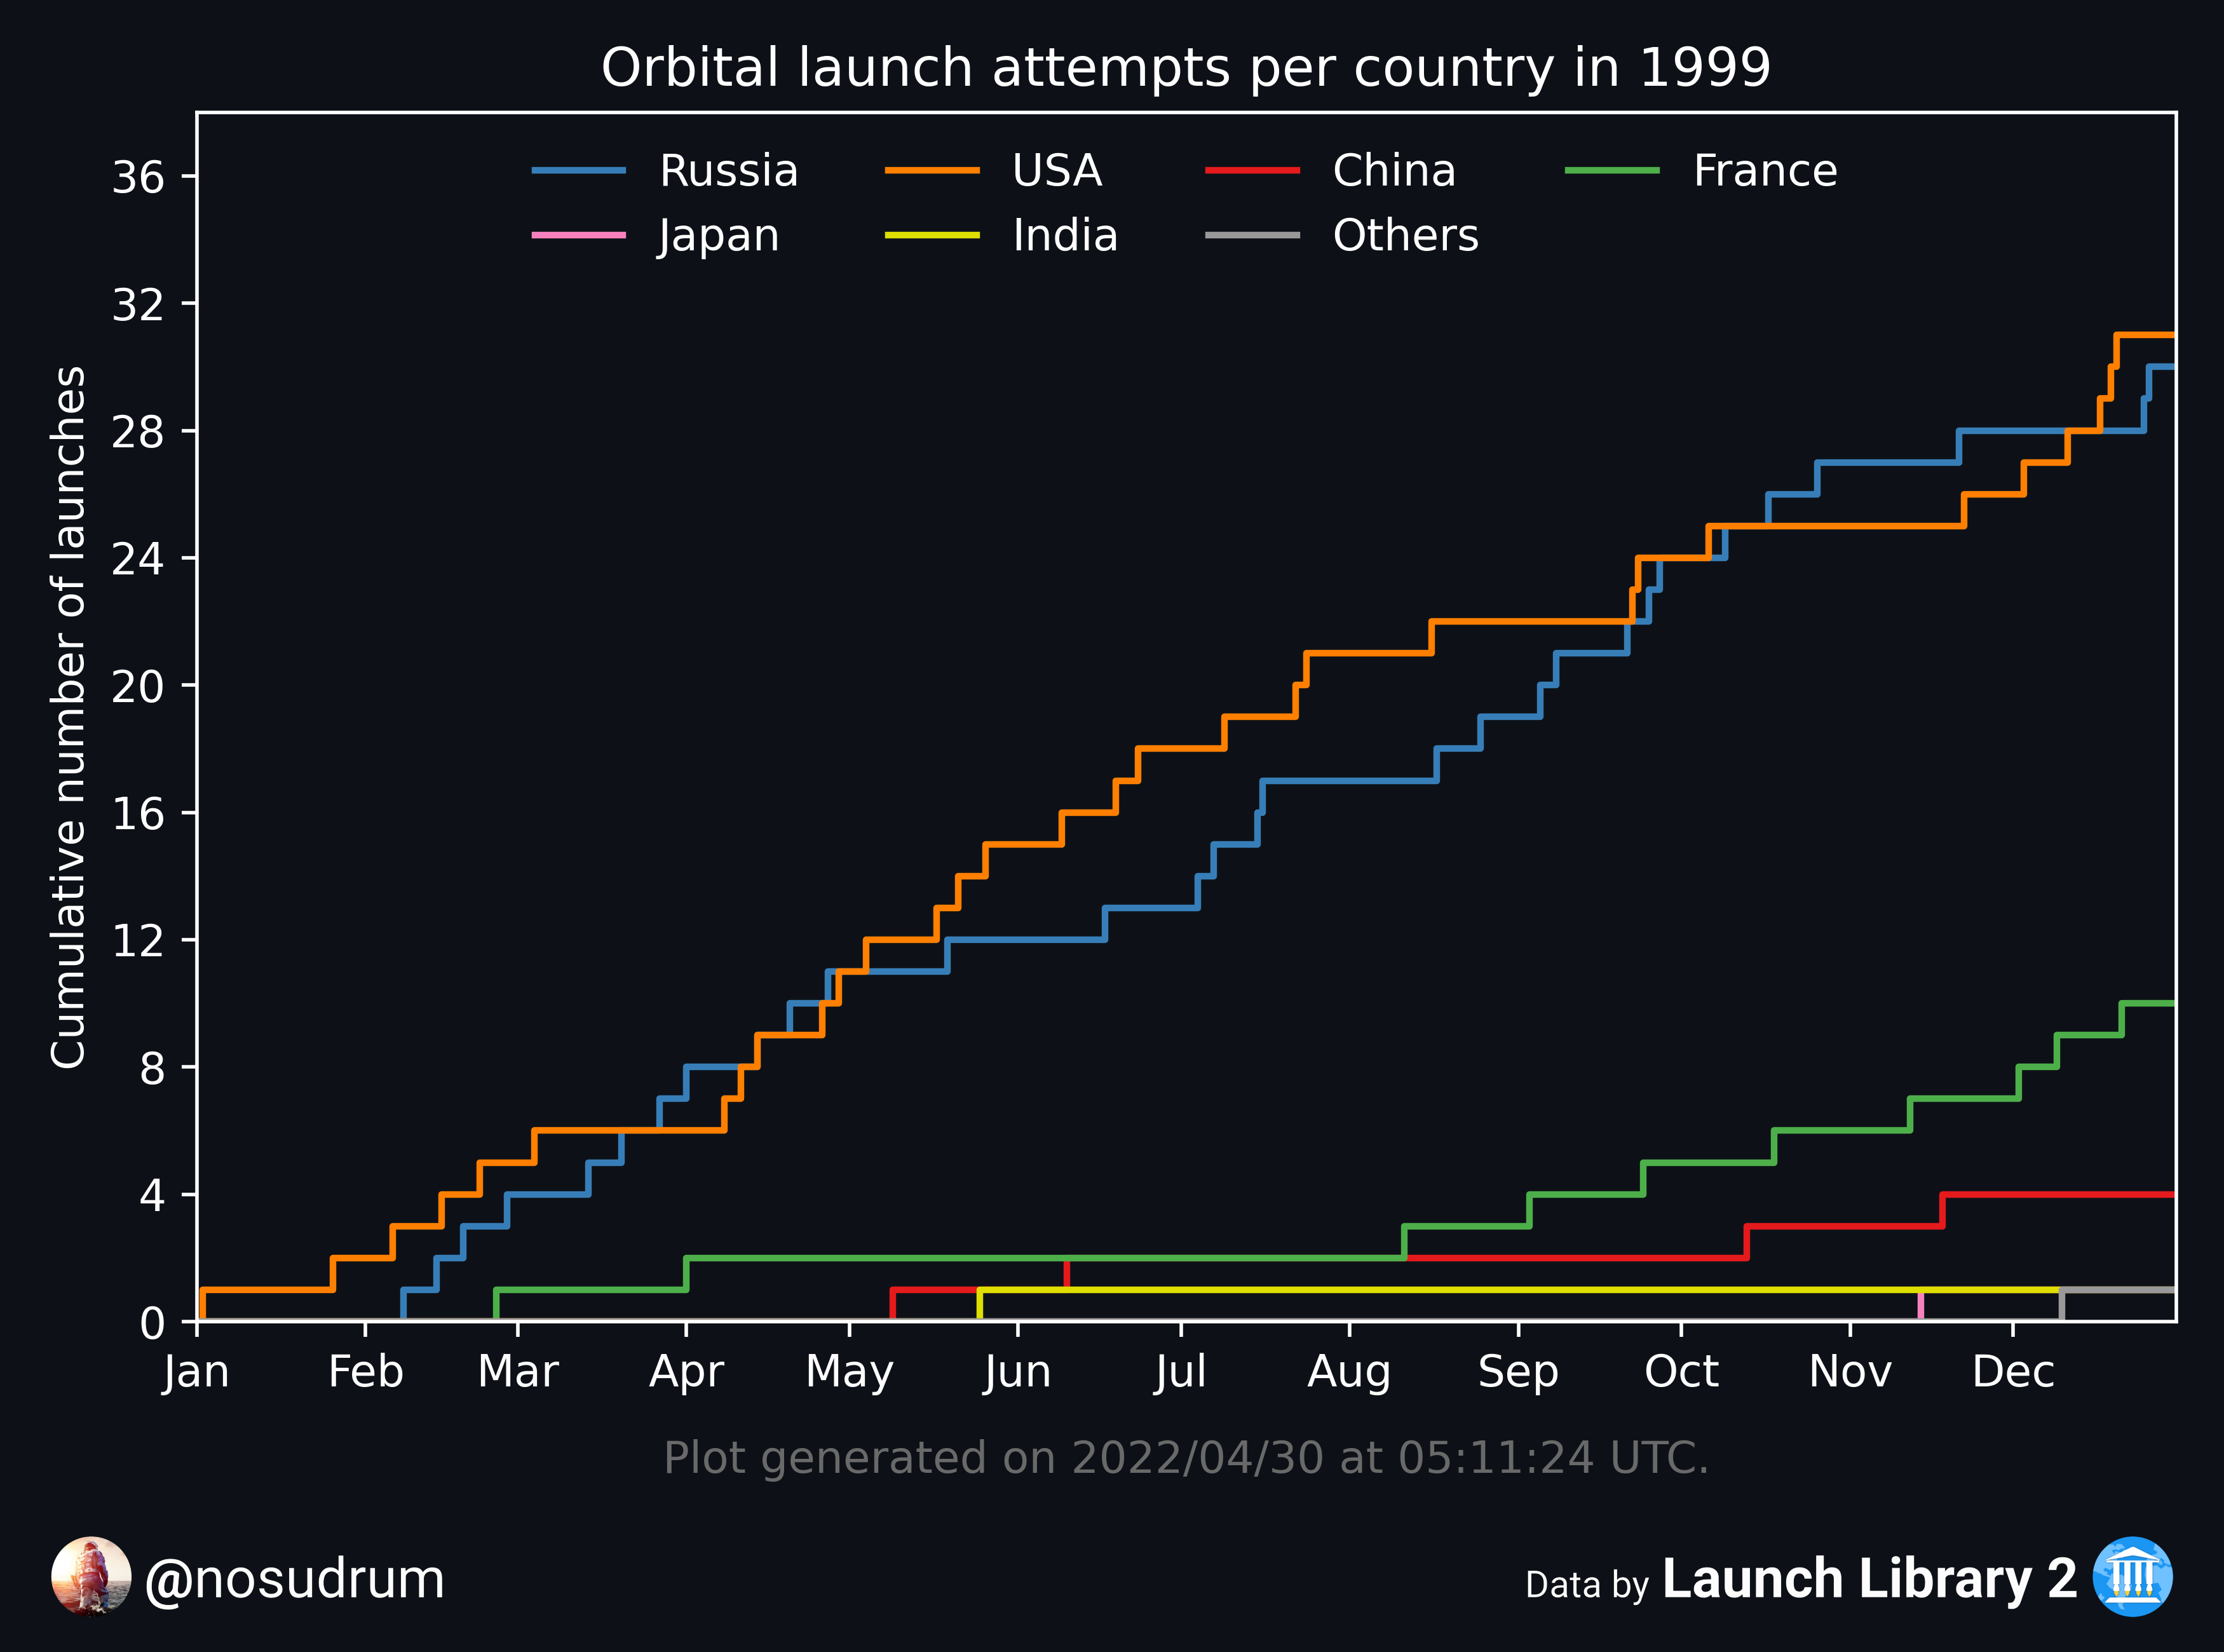 Orbital launch attempts per country in 1999
Russia USA China France
Japan India Others
Cumulative number of launches
36
32
28
24
20
16
12
8
4
0
Jan Feb Mar Apr May Jun Jul Aug Sep Oct Nov Dec
Plot generated on 2022/04/30 at 05:11:24 UTC.
@nosudrum
Data by Launch Library 2